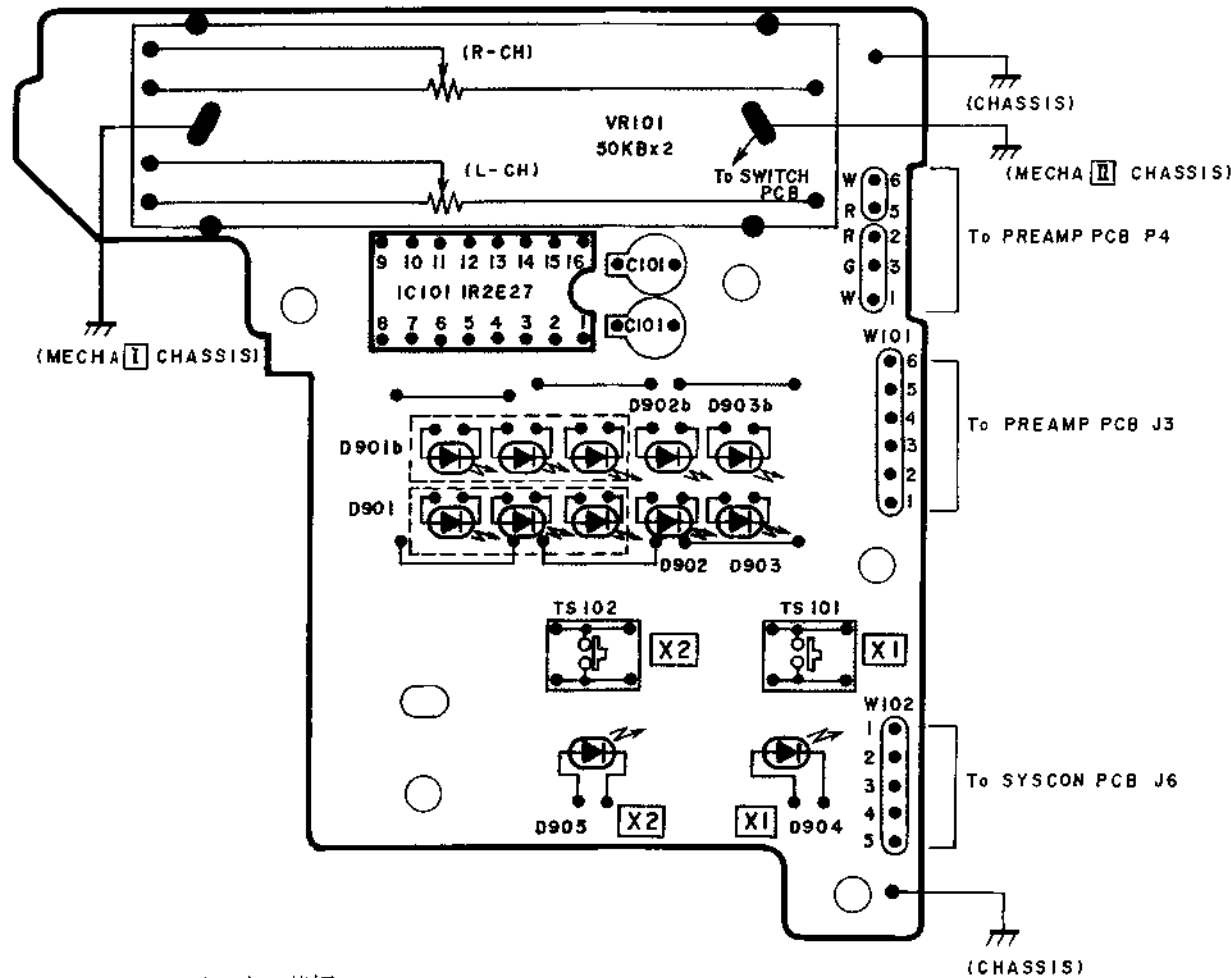 (R-CH)
(CHASSIS)
VR101
50KBx2
(L-CH)
To SWITCH
PCB
(MECHA II CHASSIS)
W 6
R 5
R 2
G 3
W 1
To PREAMP PCB P4
9 10 11 12 13 14 15 16
IC101 IR2E27
8 7 6 5 4 3 2 1
C101
C101
(MECHA I CHASSIS)
W101
6
5
4
3
2
1
To PREAMP PCB J3
D902b D903b
D901b
D901
D902 D903
TS102 TS101
X2 X1
W102
1
2
3
4
5
To SYSCON PCB J6
D905 X2 X1 D904
(CHASSIS)